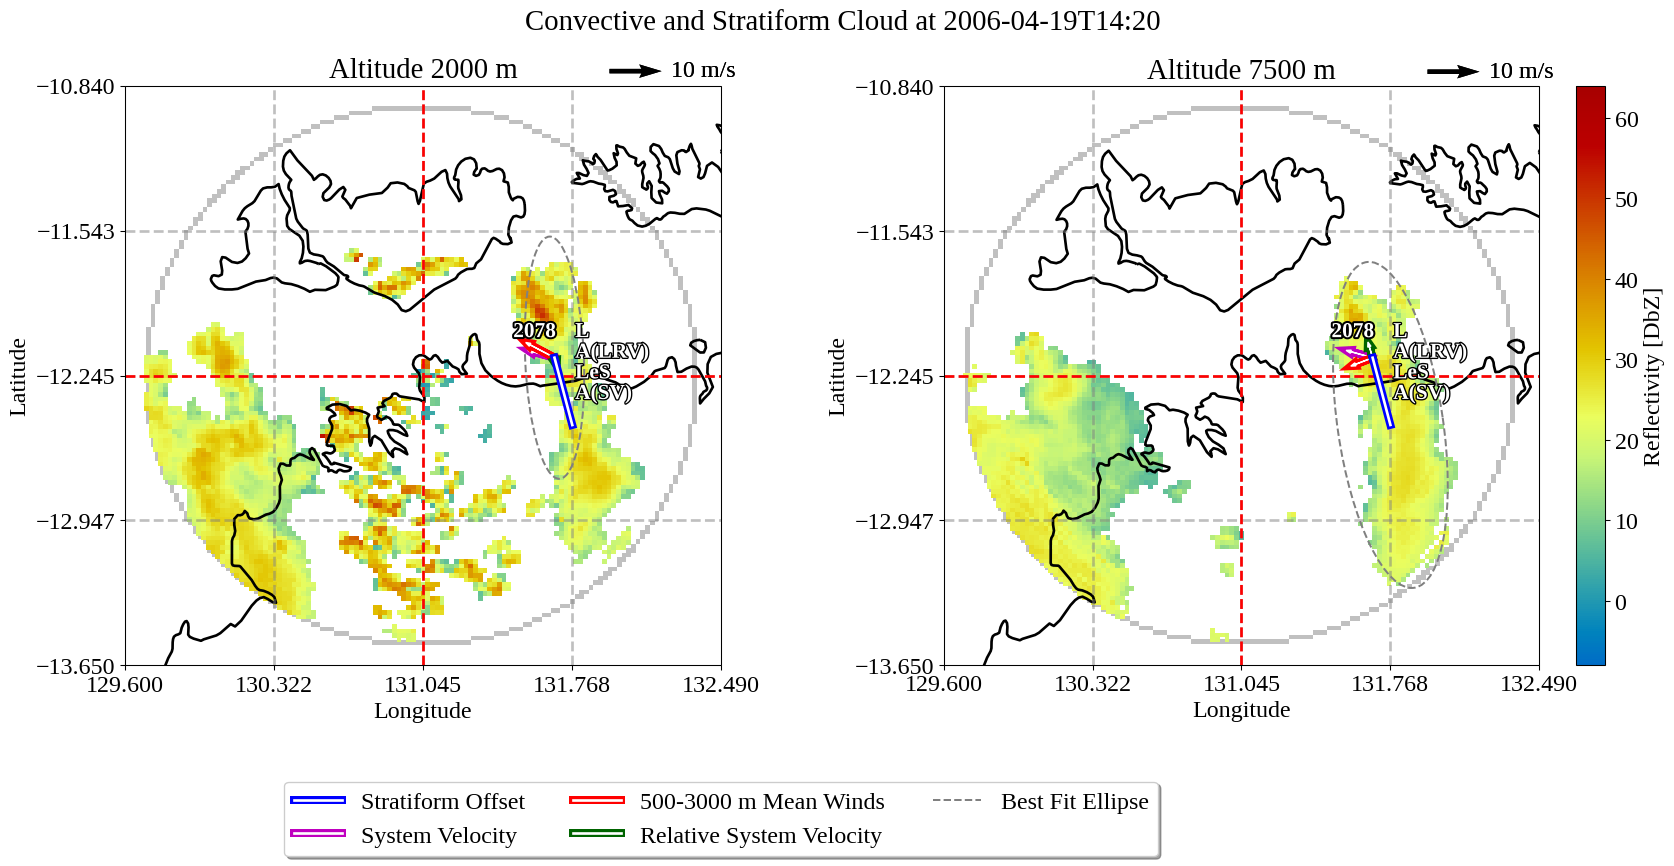 Convective and Stratiform Cloud at 2006-04-19T14:20
Altitude 2000 m
10 m/s
Altitude 7500 m
10 m/s
−10.840
−11.543
−12.245
−12.947
−13.650
Latitude
129.600
130.322
131.045
131.768
132.490
Longitude
2078
L
A(LRV)
LeS
A(SV)
−10.840
−11.543
−12.245
−12.947
−13.650
Latitude
129.600
130.322
131.045
131.768
132.490
Longitude
2078
L
A(LRV)
LeS
A(SV)
60
50
40
30
20
10
0
Reflectivity [DbZ]
Stratiform Offset
500-3000 m Mean Winds
Best Fit Ellipse
System Velocity
Relative System Velocity